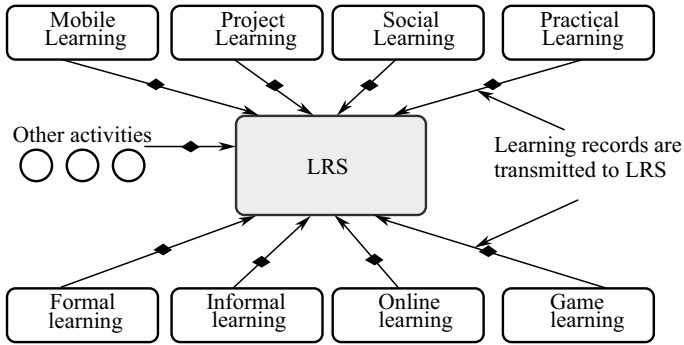 Mobile
Learning
Project
Learning
Social
Learning
Practical
Learning
Other activities
LRS
Learning records are
transmitted to LRS
Formal
learning
Informal
learning
Online
learning
Game
learning